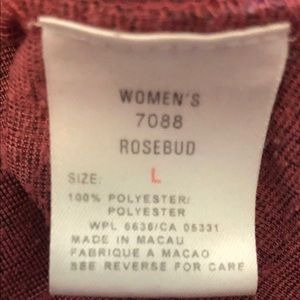 WOMEN'S
7088
ROSEBUD
SIZE: L
100% POLYESTER/
POLYESTER
WPL 6636/CA 05331
MADE IN MACAU
FABRIQUE A MACAO
SEE REVERSE FOR CARE